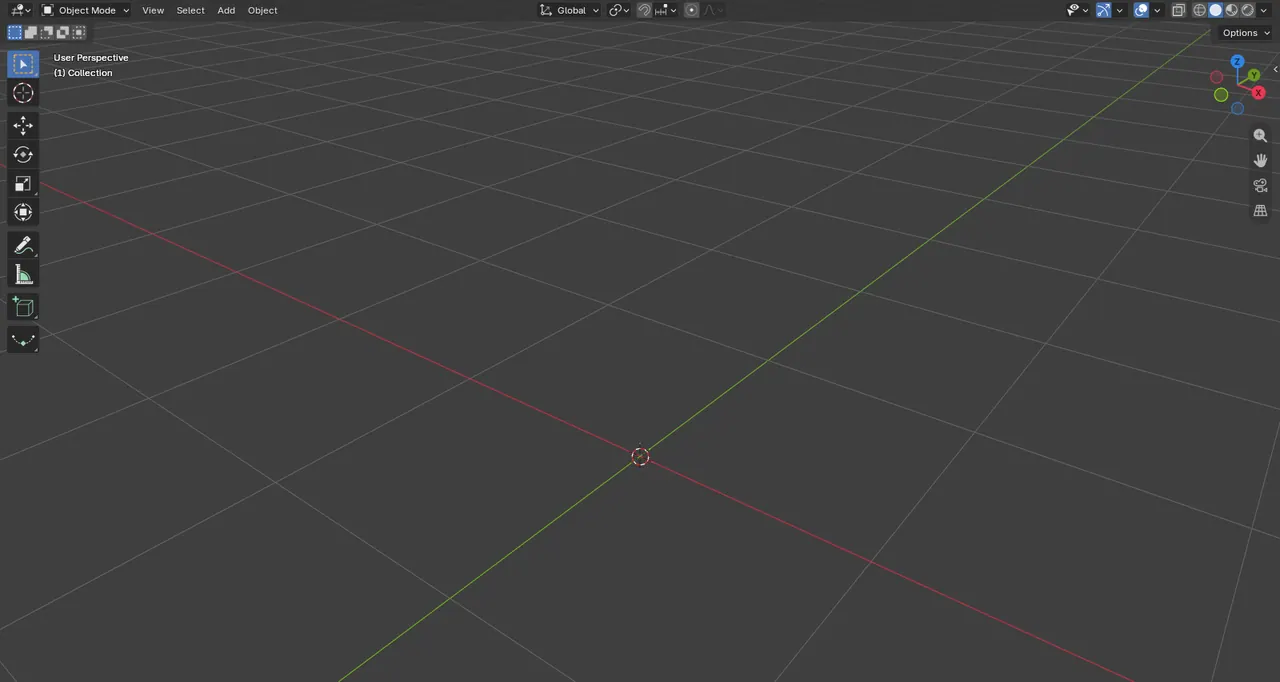 Object Mode View Select Add Object Global
Options
User Perspective
(1) Collection
Z
Y
X